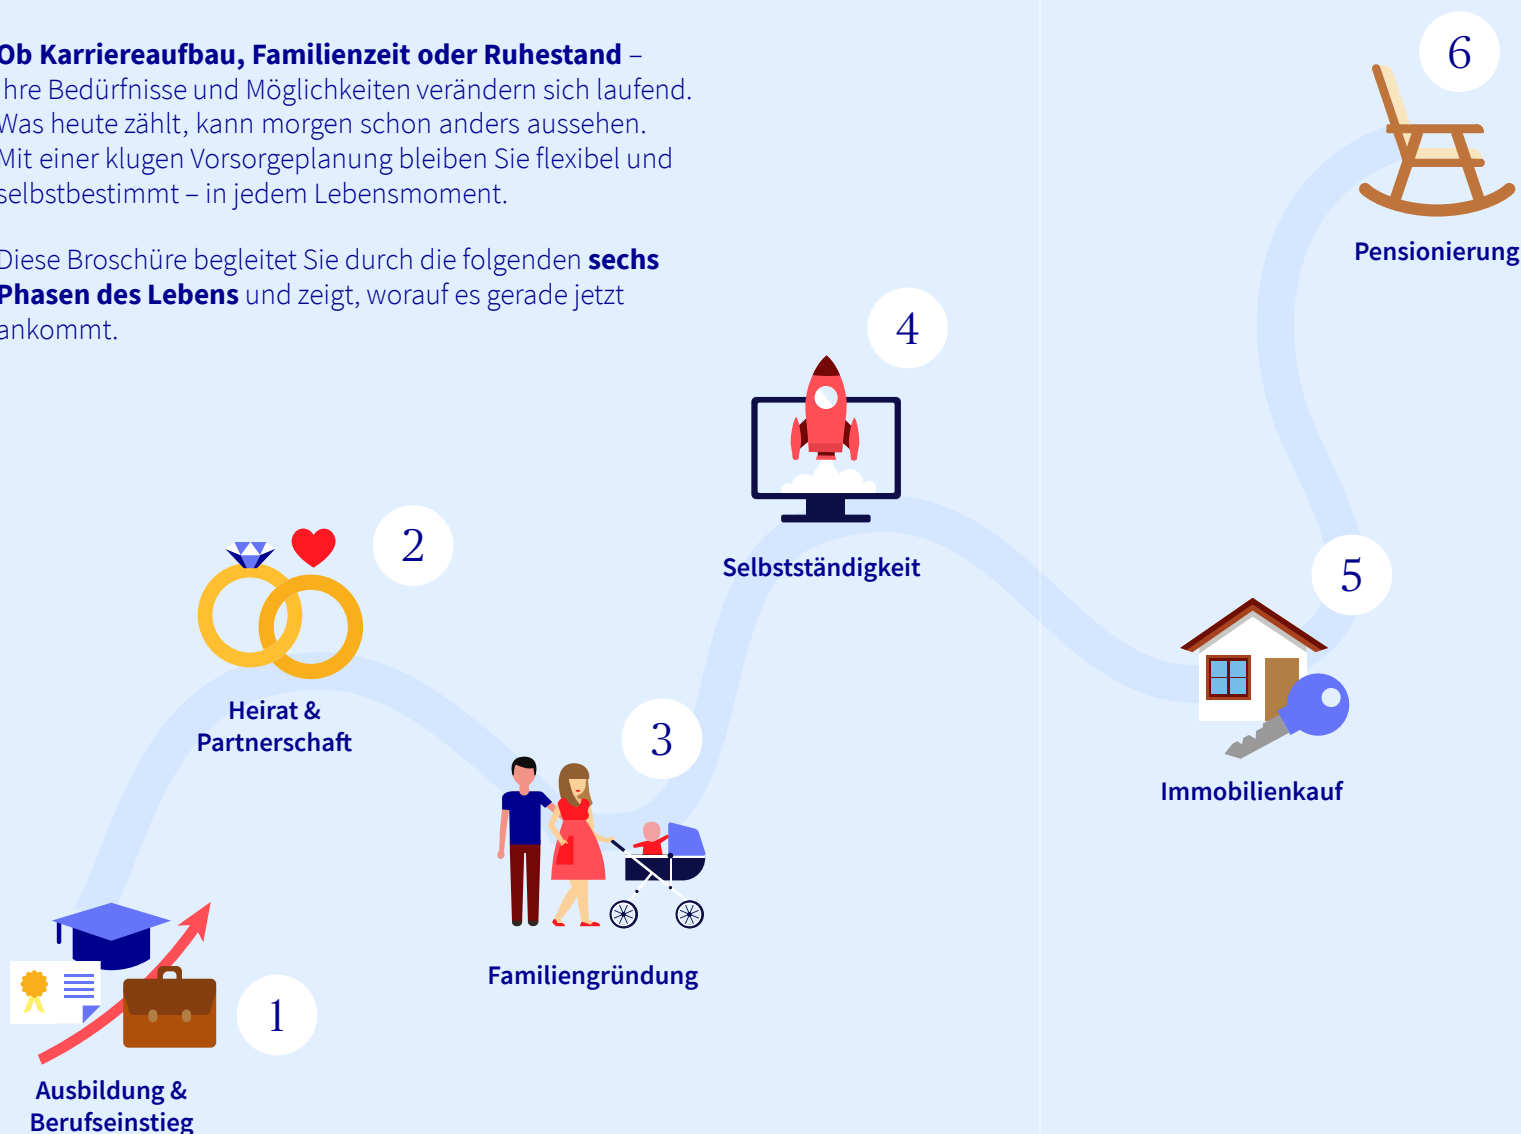 Ob Karriereaufbau, Familienzeit oder Ruhestand –
Ihre Bedürfnisse und Möglichkeiten verändern sich laufend.
Was heute zählt, kann morgen schon anders aussehen.
Mit einer klugen Vorsorgeplanung bleiben Sie flexibel und
selbstbestimmt – in jedem Lebensmoment.
Diese Broschüre begleitet Sie durch die folgenden sechs
Phasen des Lebens und zeigt, worauf es gerade jetzt
ankommt.
1
Ausbildung &
Berufseinstieg
2
Heirat &
Partnerschaft
3
Familiengründung
4
Selbstständigkeit
5
Immobilienkauf
6
Pensionierung